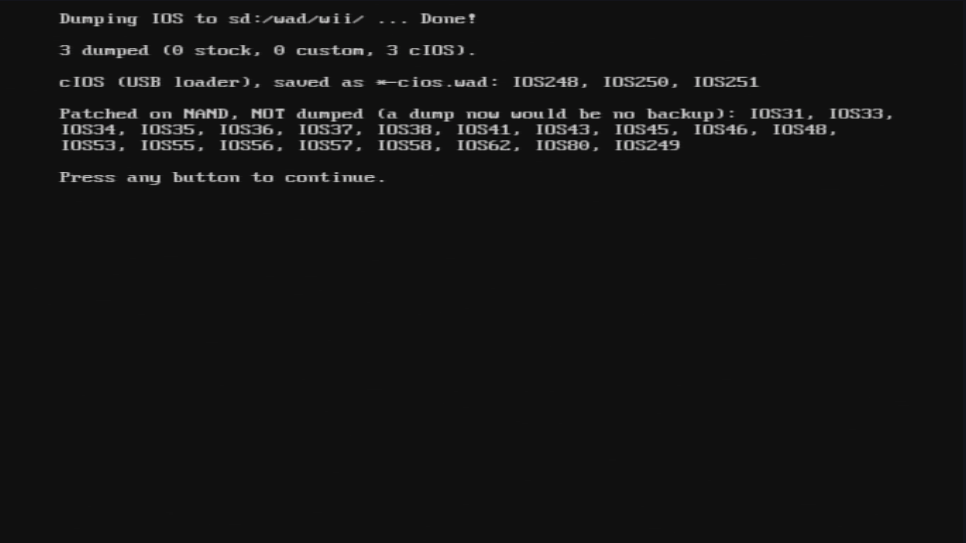 Dumping IOS to sd:/wad/wii/ ... Done!
3 dumped (0 stock, 0 custom, 3 cIOS).
cIOS (USB loader), saved as *-cios.wad: IOS248, IOS250, IOS251
Patched on NAND, NOT dumped (a dump now would be no backup): IOS31, IOS33,
IOS34, IOS35, IOS36, IOS37, IOS38, IOS41, IOS43, IOS45, IOS46, IOS48,
IOS53, IOS55, IOS56, IOS57, IOS58, IOS62, IOS80, IOS249
Press any button to continue.